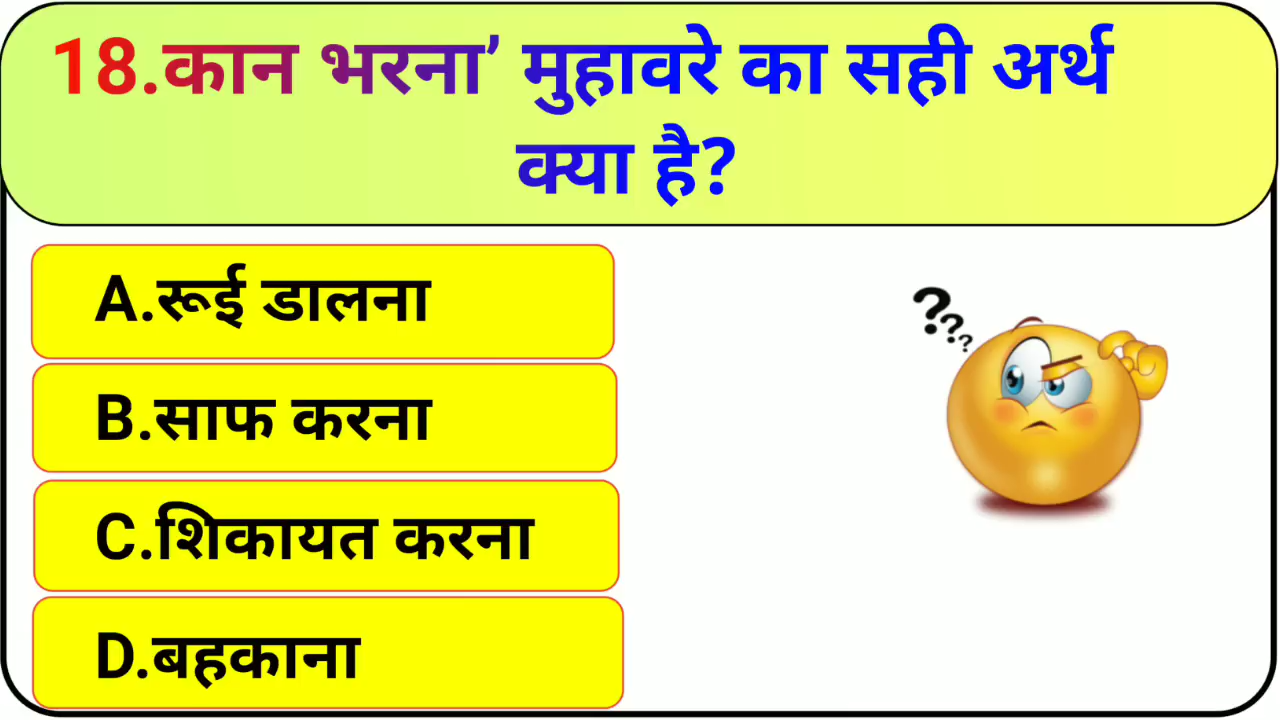 18.कान भरना’ मुहावरे का सही अर्थ
क्या है?
???
A.रूई डालना
B.साफ करना
C.शिकायत करना
D.बहकाना